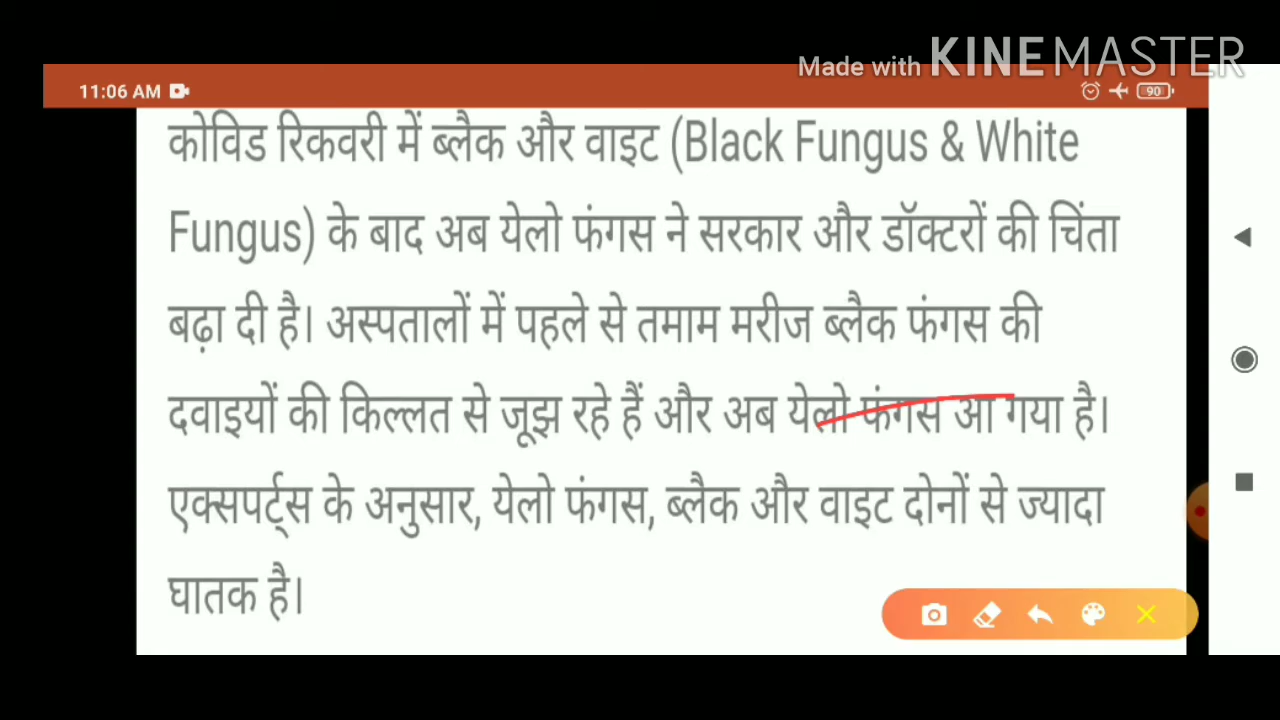 Made with KINEMASTER
11:06 AM
90
कोविड रिकवरी में ब्लैक और वाइट (Black Fungus & White
Fungus) के बाद अब येलो फंगस ने सरकार और डॉक्टरों की चिंता
बढ़ा दी है। अस्पतालों में पहले से तमाम मरीज ब्लैक फंगस की
दवाइयों की किल्लत से जूझ रहे हैं और अब येलो फंगस आ गया है।
एक्सपर्ट्स के अनुसार, येलो फंगस, ब्लैक और वाइट दोनों से ज्यादा
घातक है।